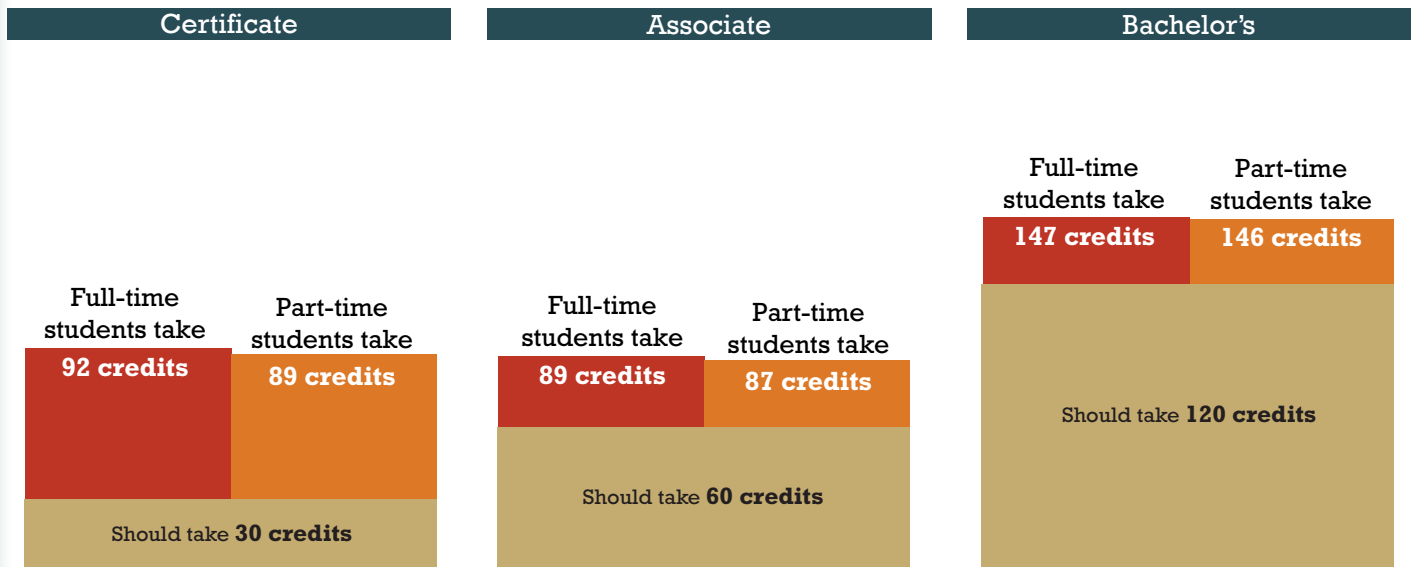 Certificate
Full-time
students take
92 credits
Part-time
students take
89 credits
Should take 30 credits
Associate
Full-time
students take
89 credits
Part-time
students take
87 credits
Should take 60 credits
Bachelor’s
Full-time
students take
147 credits
Part-time
students take
146 credits
Should take 120 credits